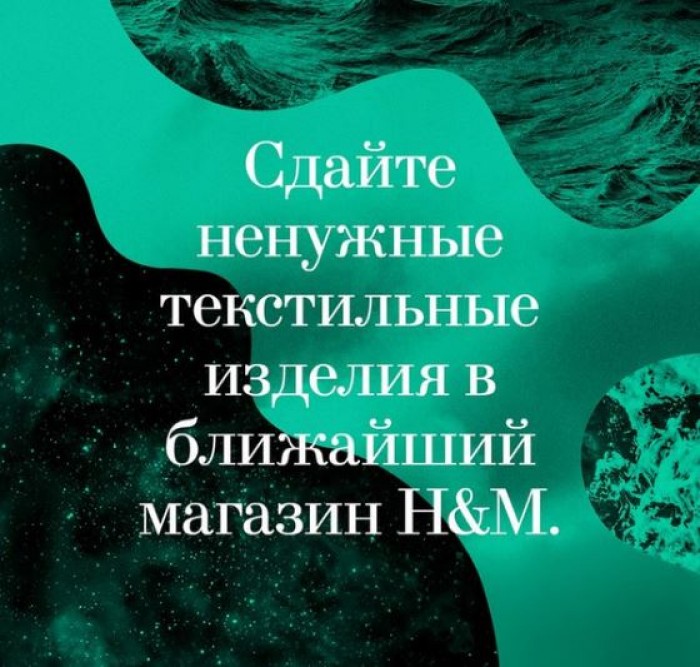 Сдайте
ненужные
текстильные
изделия в
ближайший
магазин H&M.